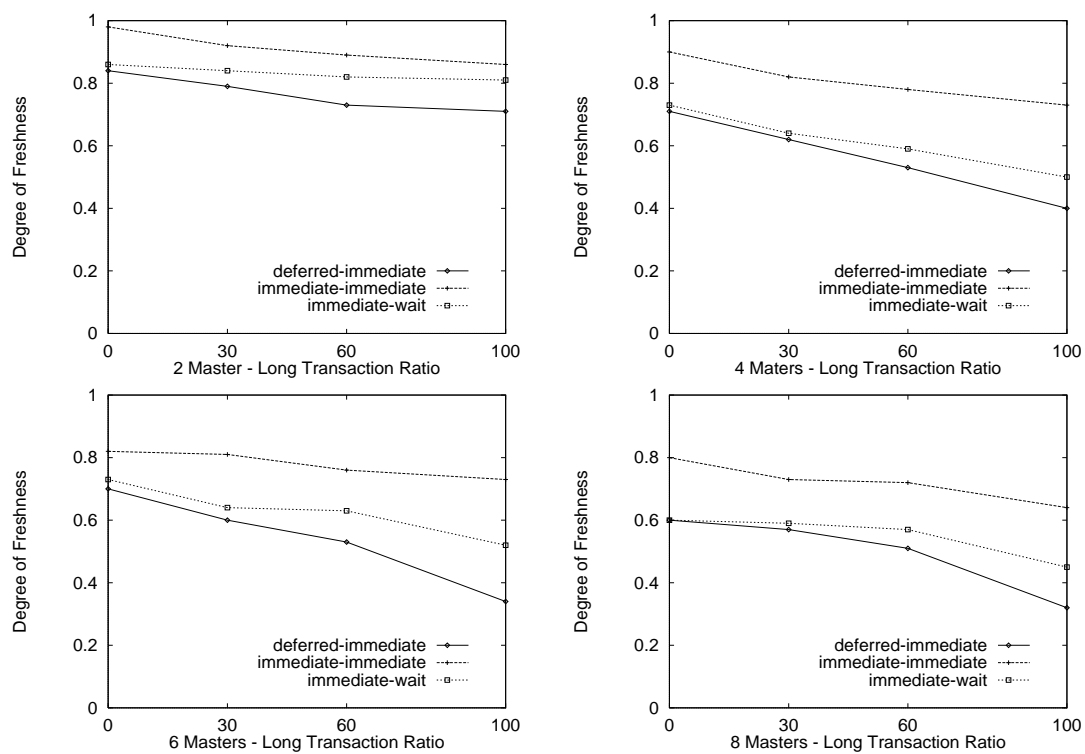 1
0.8
0.6
0.4
0.2
0
Degree of Freshness
deferred-immediate
immediate-immediate
immediate-wait
0 30 60 100
2 Master - Long Transaction Ratio
1
0.8
0.6
0.4
0.2
0
Degree of Freshness
deferred-immediate
immediate-immediate
immediate-wait
0 30 60 100
4 Maters - Long Transaction Ratio
1
0.8
0.6
0.4
0.2
0
Degree of Freshness
deferred-immediate
immediate-immediate
immediate-wait
0 30 60 100
6 Masters - Long Transaction Ratio
1
0.8
0.6
0.4
0.2
0
Degree of Freshness
deferred-immediate
immediate-immediate
immediate-wait
0 30 60 100
8 Masters - Long Transaction Ratio